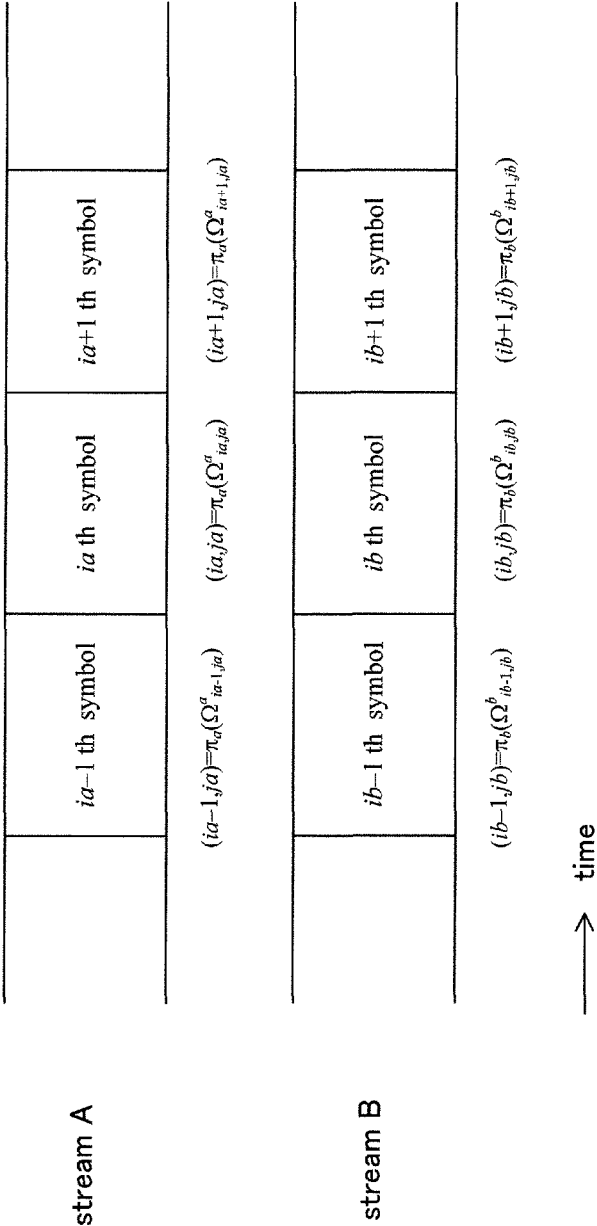 stream A
ia−1 th symbol
ia th symbol
ia+1 th symbol
(ia−1,ja)=πa(Ωᵃia-1,ja)
(ia,ja)=πa(Ωᵃia,ja)
(ia+1,ja)=πa(Ωᵃia+1,ja)
stream B
ib−1 th symbol
ib th symbol
ib+1 th symbol
(ib−1,jb)=πb(Ωᵇib-1,jb)
(ib,jb)=πb(Ωᵇib,jb)
(ib+1,jb)=πb(Ωᵇib+1,jb)
time